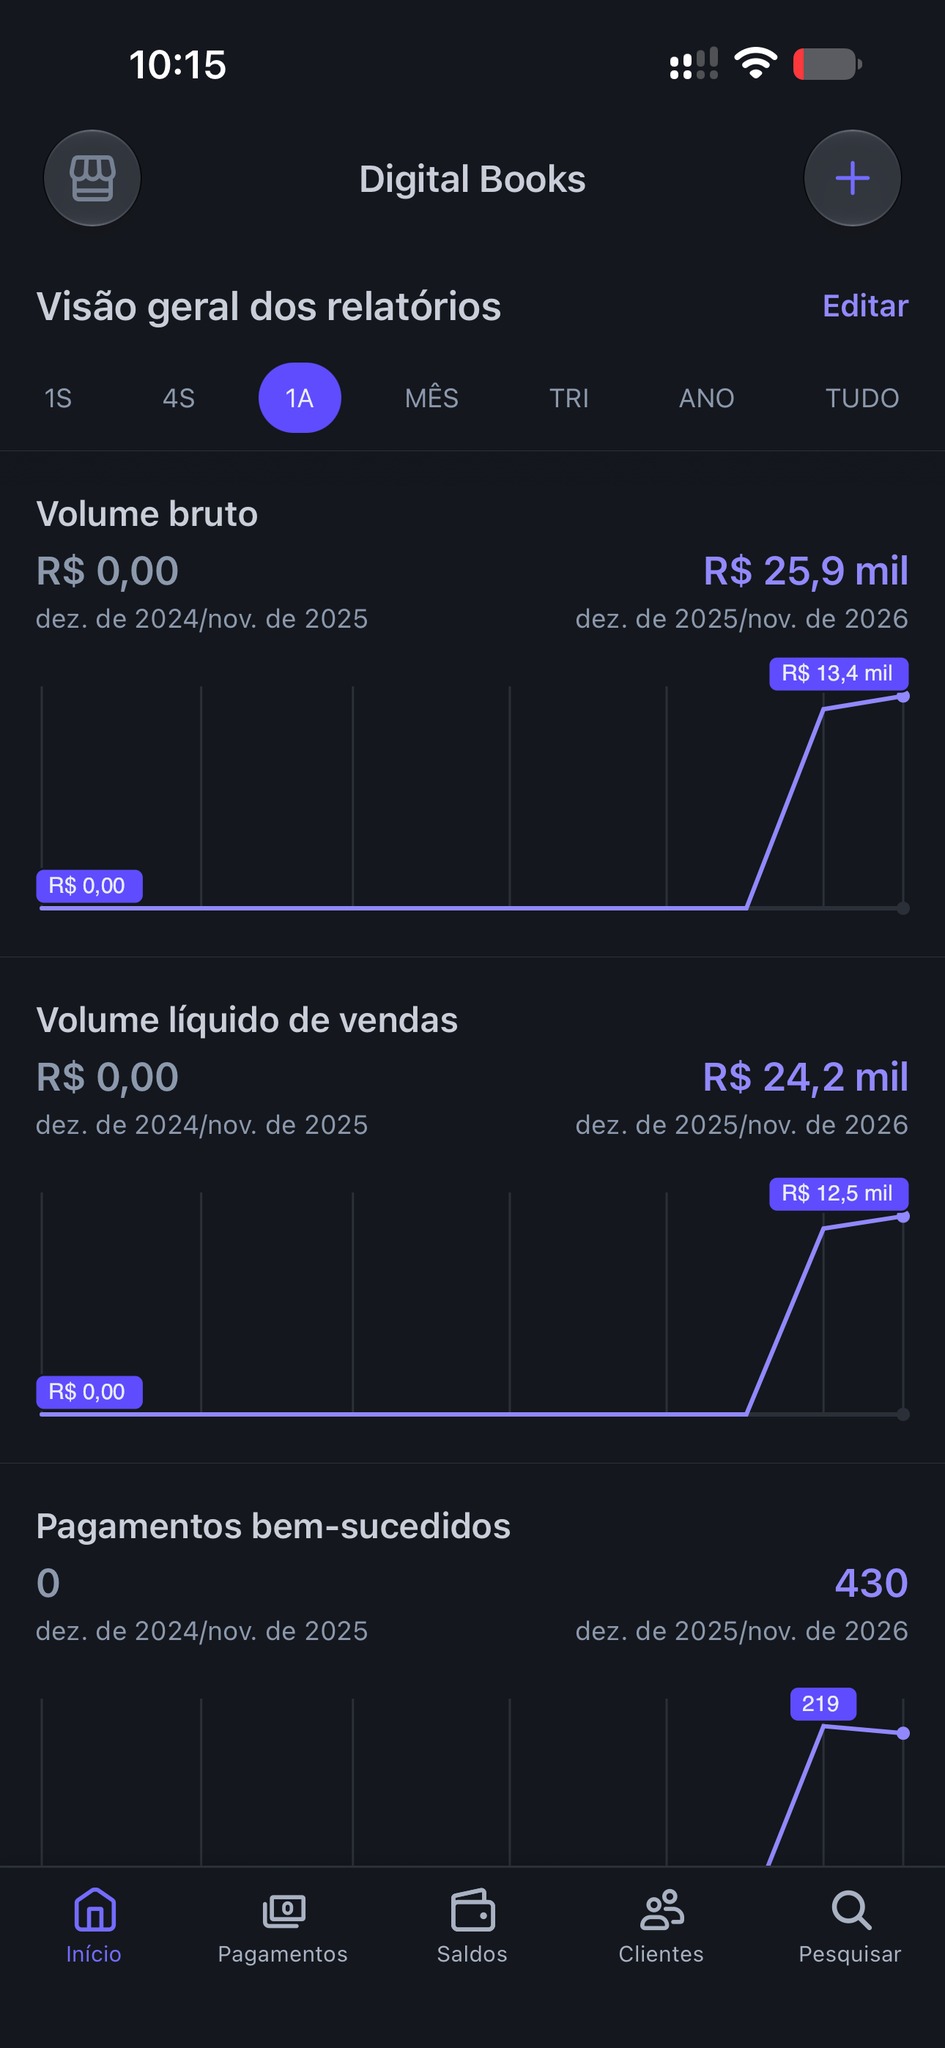 10:15
Digital Books
Visão geral dos relatórios
Editar
1S 4S 1A MÊS TRI ANO TUDO
Volume bruto
R$ 0,00 R$ 25,9 mil
dez. de 2024/nov. de 2025 dez. de 2025/nov. de 2026
R$ 13,4 mil
R$ 0,00
Volume líquido de vendas
R$ 0,00 R$ 24,2 mil
dez. de 2024/nov. de 2025 dez. de 2025/nov. de 2026
R$ 12,5 mil
R$ 0,00
Pagamentos bem-sucedidos
0 430
dez. de 2024/nov. de 2025 dez. de 2025/nov. de 2026
219
Início Pagamentos Saldos Clientes Pesquisar